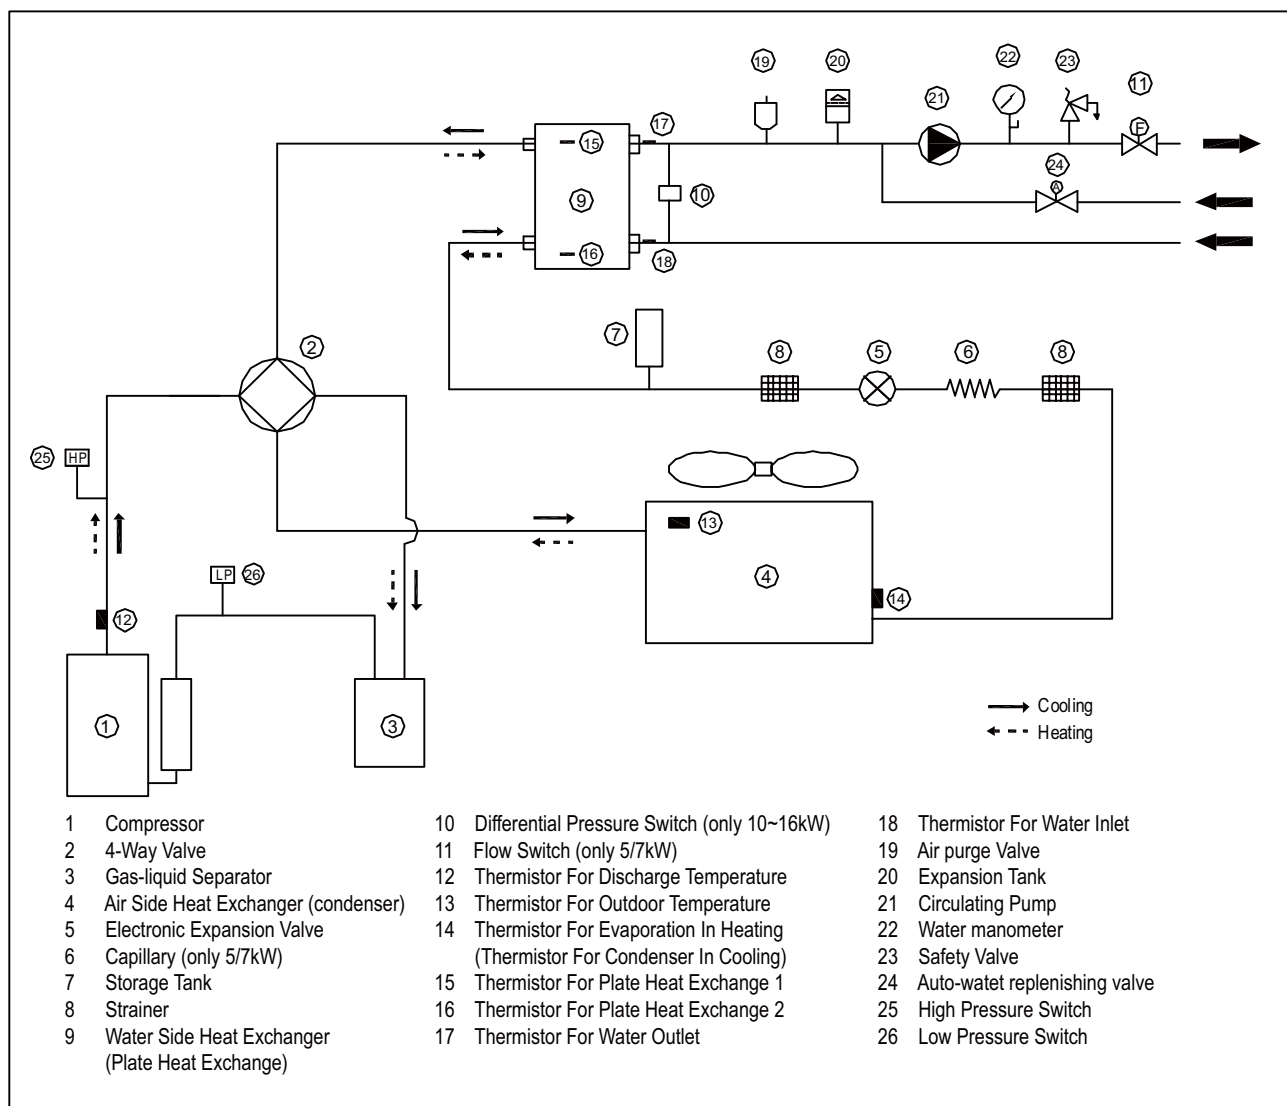 19
20
22
23
11
21
17
15
F
24
A
9
10
16
18
7
2
8
5
6
8
25 HP
13
4
LP 26
14
12
1
3
Cooling
Heating
1 Compressor
2 4-Way Valve
3 Gas-liquid Separator
4 Air Side Heat Exchanger (condenser)
5 Electronic Expansion Valve
6 Capillary (only 5/7kW)
7 Storage Tank
8 Strainer
9 Water Side Heat Exchanger
(Plate Heat Exchange)
10 Differential Pressure Switch (only 10~16kW)
11 Flow Switch (only 5/7kW)
12 Thermistor For Discharge Temperature
13 Thermistor For Outdoor Temperature
14 Thermistor For Evaporation In Heating
(Thermistor For Condenser In Cooling)
15 Thermistor For Plate Heat Exchange 1
16 Thermistor For Plate Heat Exchange 2
17 Thermistor For Water Outlet
18 Thermistor For Water Inlet
19 Air purge Valve
20 Expansion Tank
21 Circulating Pump
22 Water manometer
23 Safety Valve
24 Auto-watet replenishing valve
25 High Pressure Switch
26 Low Pressure Switch